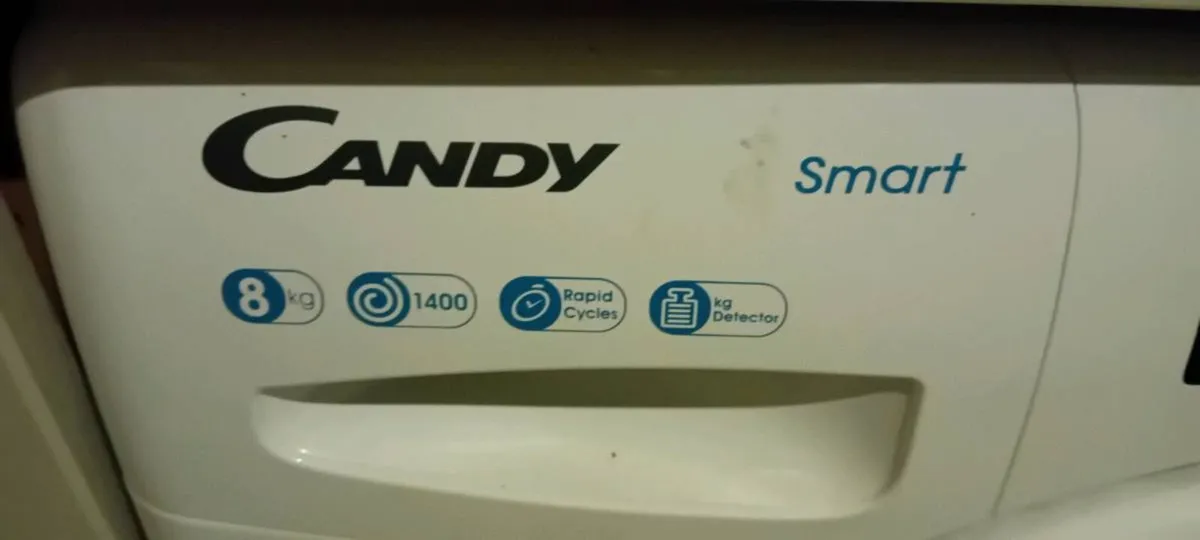 CANDY
Smart
8 kg
1400
Rapid
Cycles
kg
Detector